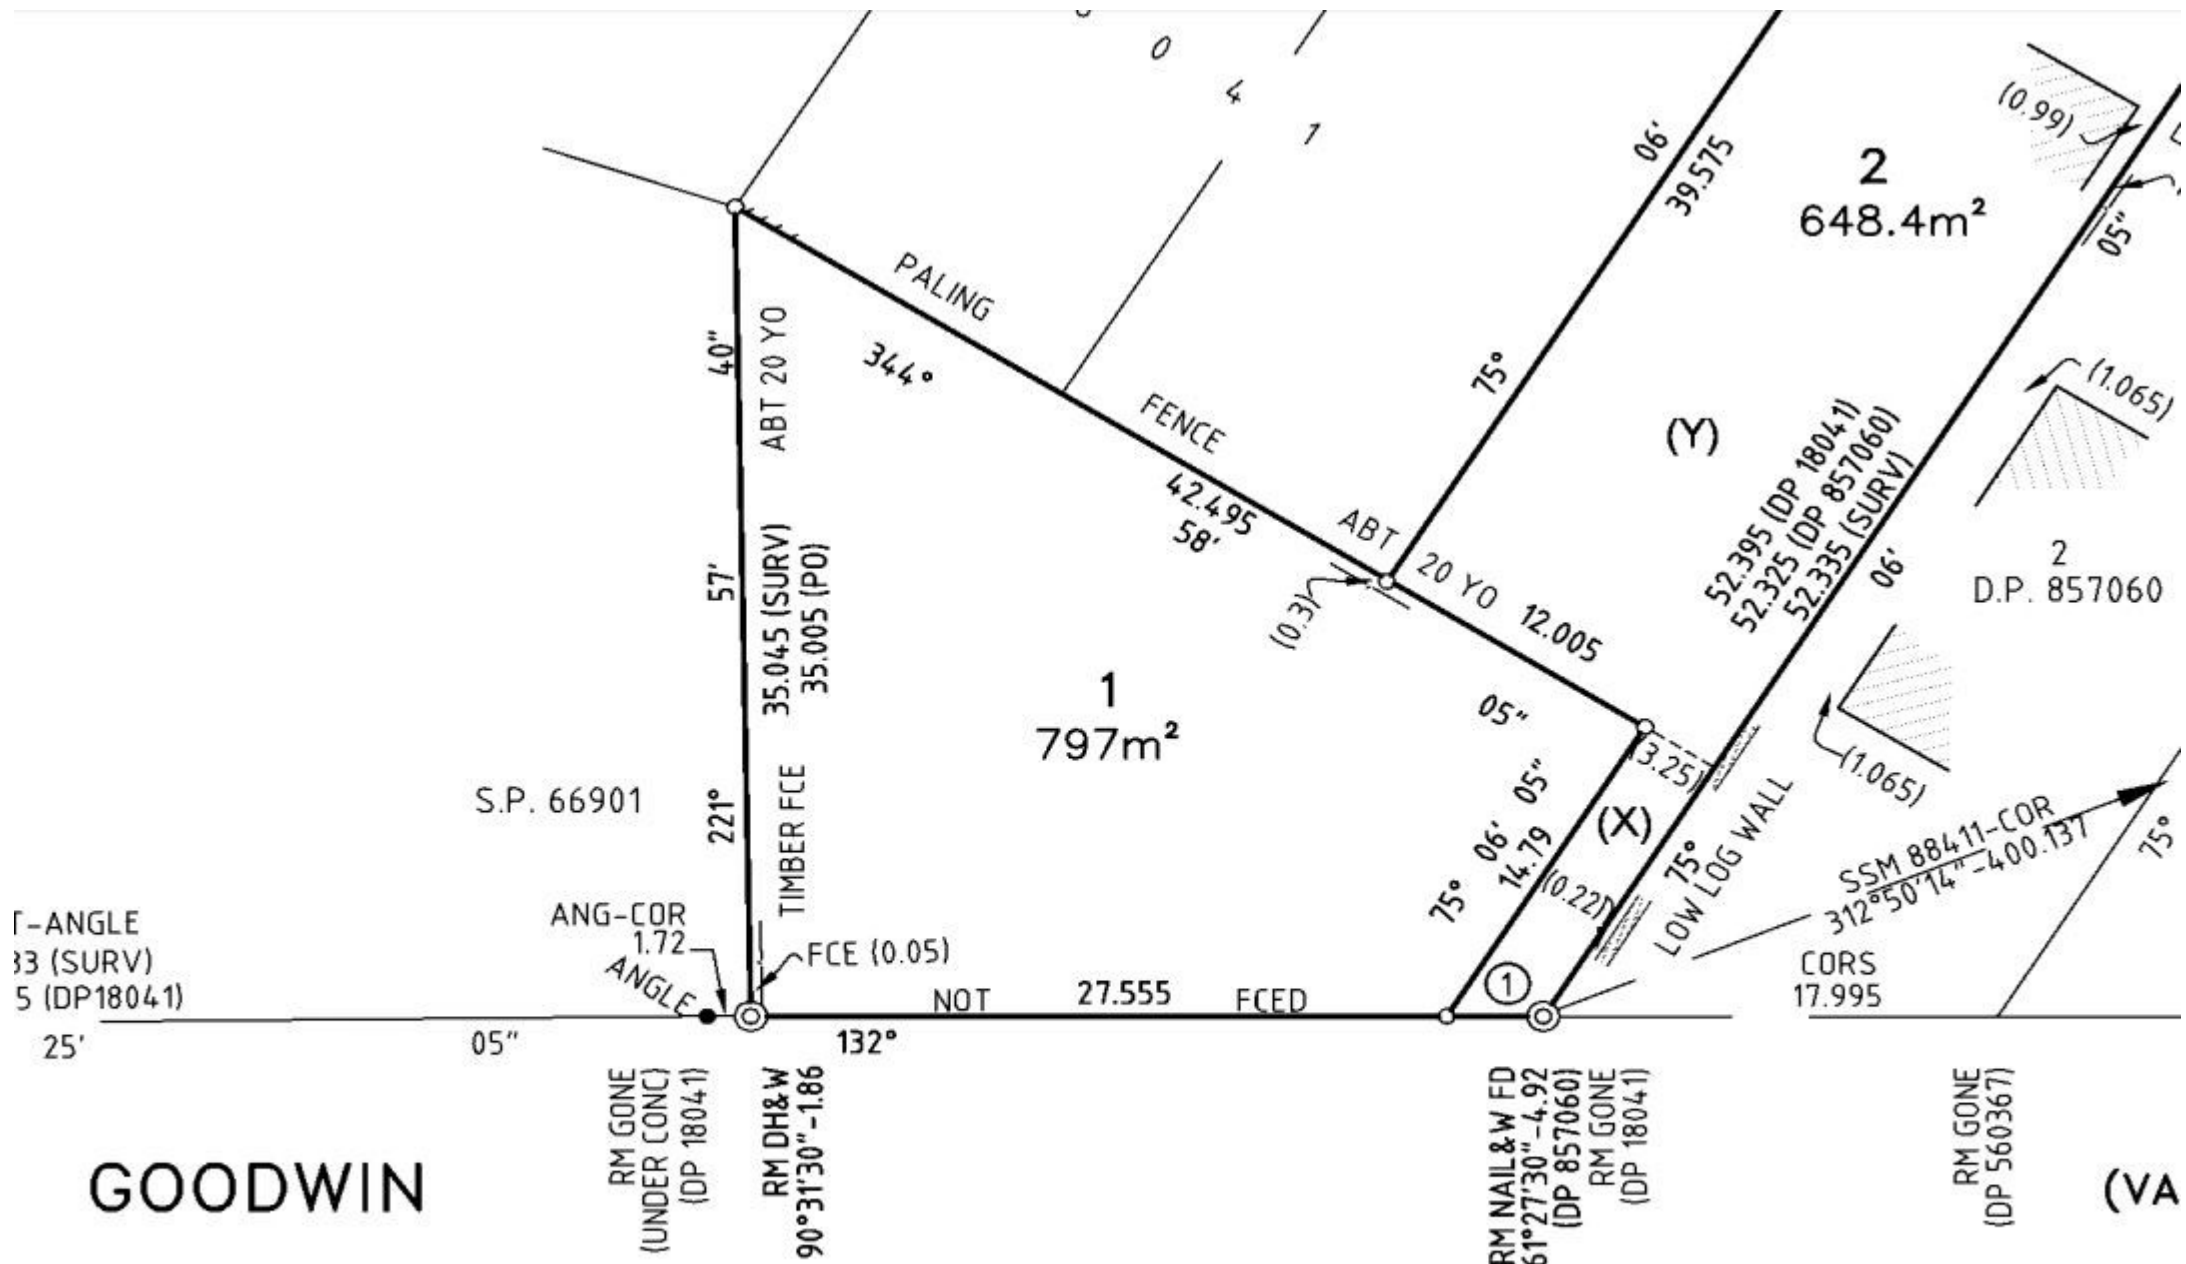 0
4
1
06'
39.575
75°
2
648.4m²
(0.99)
05"
PALING
344°
FENCE
42.495
58'
ABT
20 YO
12.005
05"
(0.3)
40"
57'
221°
ABT 20 YO
35.045 (SURV)
35.005 (PO)
TIMBER FCE
(Y)
52.395 (DP 18041)
52.325 (DP 857060)
52.335 (SURV)
06'
75°
(1.065)
2
D.P. 857060
(1.065)
1
797m²
S.P. 66901
(3.25)
(X)
75° 06' 05"
14.79
(0.22)
LOW LOG WALL
SSM 88411-COR
312°50'14"-400.137
75°
CORS
17.995
T-ANGLE
33 (SURV)
5 (DP18041)
ANG-COR
1.72
ANGLE
FCE (0.05)
NOT
27.555
FCED
1
25'
05"
132°
RM GONE
(UNDER CONC)
(DP 18041)
RM DH&W
90°31'30"-1.86
RM NAIL&W FD
61°27'30"-4.92
(DP 857060)
RM GONE
(DP 18041)
RM GONE
(DP 560367)
GOODWIN
(VA